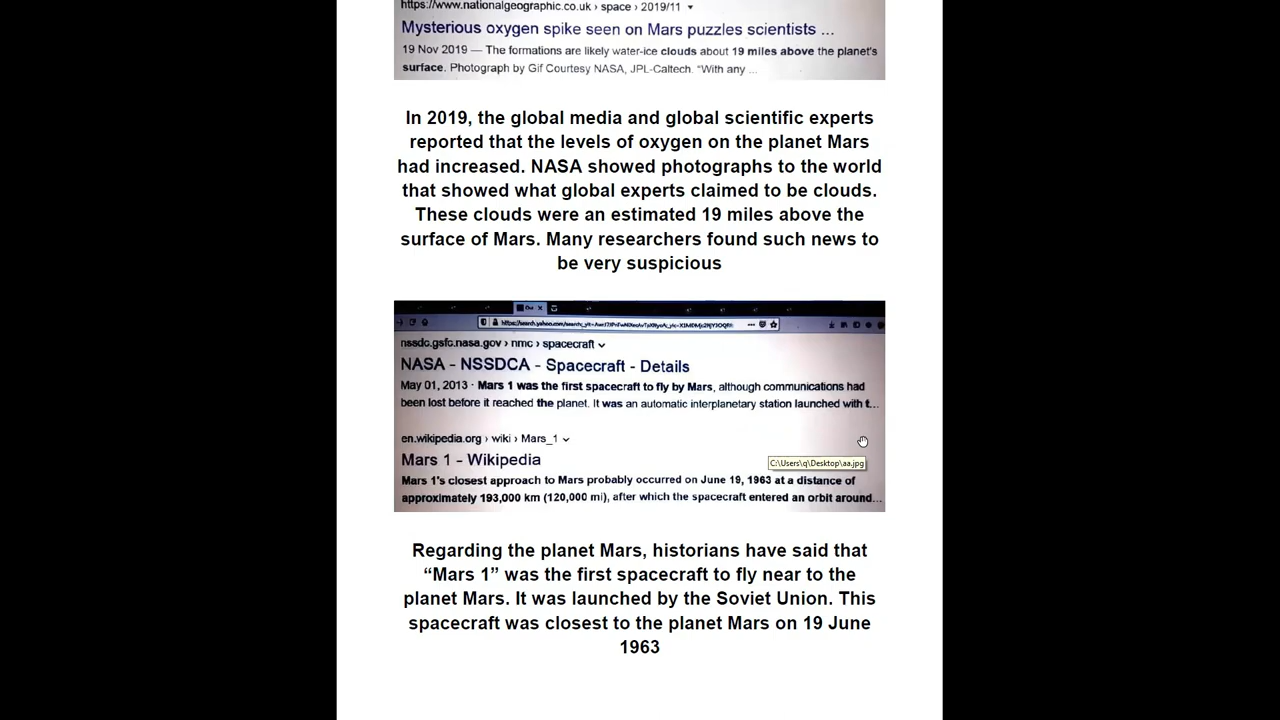 https://www.nationalgeographic.co.uk › space › 2019/11
Mysterious oxygen spike seen on Mars puzzles scientists ...
19 Nov 2019 — The formations are likely water-ice clouds about 19 miles above the planet's
surface. Photograph by Gif Courtesy NASA, JPL-Caltech. "With any ...
In 2019, the global media and global scientific experts
reported that the levels of oxygen on the planet Mars
had increased. NASA showed photographs to the world
that showed what global experts claimed to be clouds.
These clouds were an estimated 19 miles above the
surface of Mars. Many researchers found such news to
be very suspicious
nssdc.gsfc.nasa.gov › nmc › spacecraft
NASA - NSSDCA - Spacecraft - Details
May 01, 2013 · Mars 1 was the first spacecraft to fly by Mars, although communications had
been lost before it reached the planet. It was an automatic interplanetary station launched with t...
en.wikipedia.org › wiki › Mars_1
Mars 1 - Wikipedia
C:\Users\q\Desktop\aa.jpg
Mars 1's closest approach to Mars probably occurred on June 19, 1963 at a distance of
approximately 193,000 km (120,000 mi), after which the spacecraft entered an orbit around...
Regarding the planet Mars, historians have said that
“Mars 1” was the first spacecraft to fly near to the
planet Mars. It was launched by the Soviet Union. This
spacecraft was closest to the planet Mars on 19 June
1963